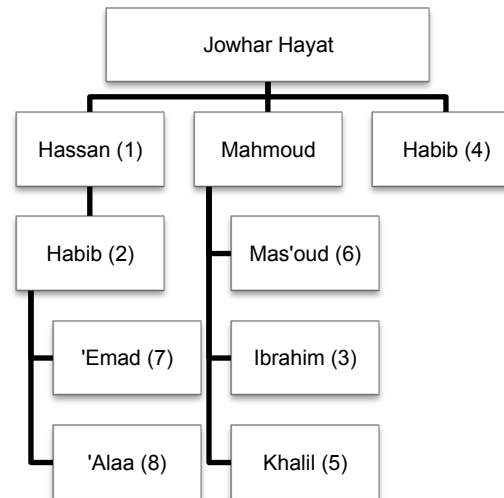 Jowhar Hayat
Hassan (1)
Mahmoud
Habib (4)
Habib (2)
Mas'oud (6)
'Emad (7)
Ibrahim (3)
'Alaa (8)
Khalil (5)